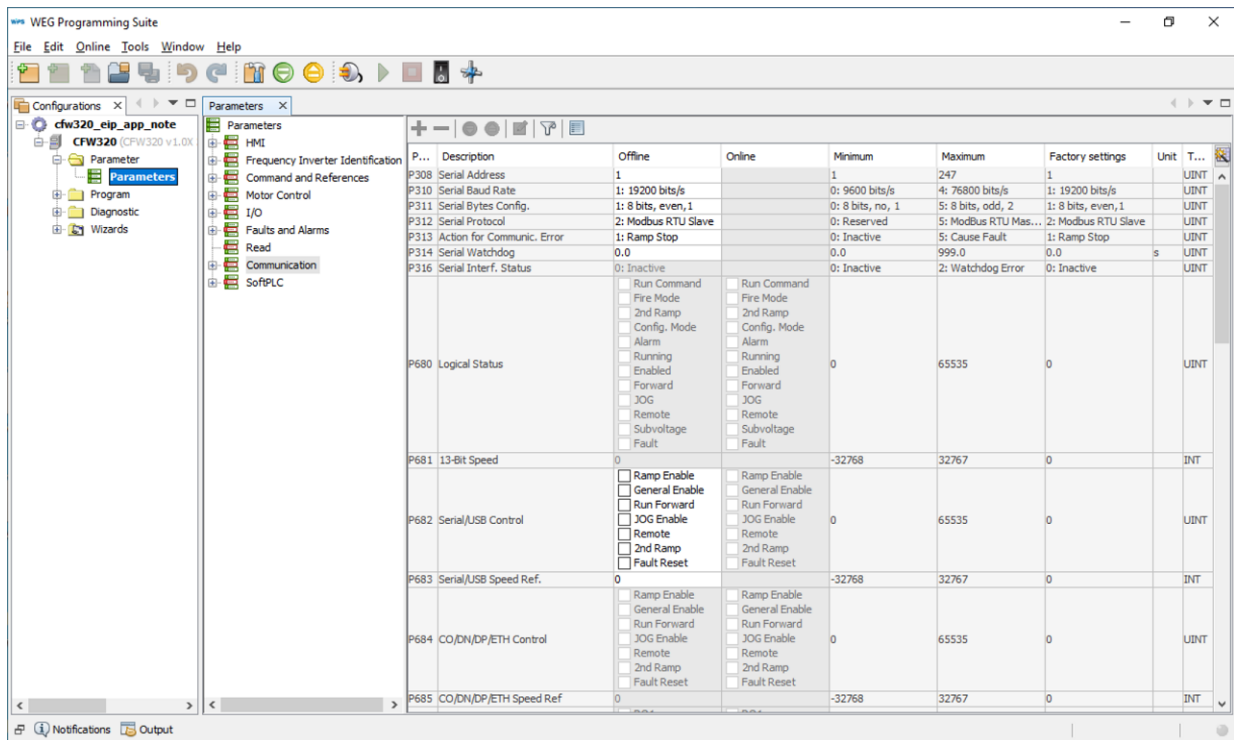 WPS WEG Programming Suite
File Edit Online Tools Window Help
Configurations
cfw320_eip_app_note
CFW320 (CFW320 v1.0X
Parameter
Parameters
Program
Diagnostic
Wizards
Parameters
Parameters
HMI
Frequency Inverter Identification
Command and References
Motor Control
I/O
Faults and Alarms
Read
Communication
SoftPLC
P... Description Offline Online Minimum Maximum Factory settings Unit T...
P308 Serial Address 1 1 247 1 UINT
P310 Serial Baud Rate 1: 19200 bits/s 0: 9600 bits/s 4: 76800 bits/s 1: 19200 bits/s UINT
P311 Serial Bytes Config. 1: 8 bits, even,1 0: 8 bits, no, 1 5: 8 bits, odd, 2 1: 8 bits, even,1 UINT
P312 Serial Protocol 2: Modbus RTU Slave 0: Reserved 5: ModBus RTU Mas... 2: Modbus RTU Slave UINT
P313 Action for Communic. Error 1: Ramp Stop 0: Inactive 5: Cause Fault 1: Ramp Stop UINT
P314 Serial Watchdog 0.0 0.0 999.0 0.0 s UINT
P316 Serial Interf. Status 0: Inactive 0: Inactive 2: Watchdog Error 0: Inactive UINT
Run Command Run Command
Fire Mode Fire Mode
2nd Ramp 2nd Ramp
Config. Mode Config. Mode
Alarm Alarm
Running Running
P680 Logical Status 0 65535 0 UINT
Enabled Enabled
Forward Forward
JOG JOG
Remote Remote
Subvoltage Subvoltage
Fault Fault
P681 13-Bit Speed 0 -32768 32767 0 INT
Ramp Enable Ramp Enable
General Enable General Enable
Run Forward Run Forward
P682 Serial/USB Control JOG Enable JOG Enable 0 65535 0 UINT
Remote Remote
2nd Ramp 2nd Ramp
Fault Reset Fault Reset
P683 Serial/USB Speed Ref. 0 -32768 32767 0 INT
Ramp Enable Ramp Enable
General Enable General Enable
Run Forward Run Forward
P684 CO/DN/DP/ETH Control JOG Enable JOG Enable 0 65535 0 UINT
Remote Remote
2nd Ramp 2nd Ramp
Fault Reset Fault Reset
P685 CO/DN/DP/ETH Speed Ref 0 -32768 32767 0 INT
Notifications Output